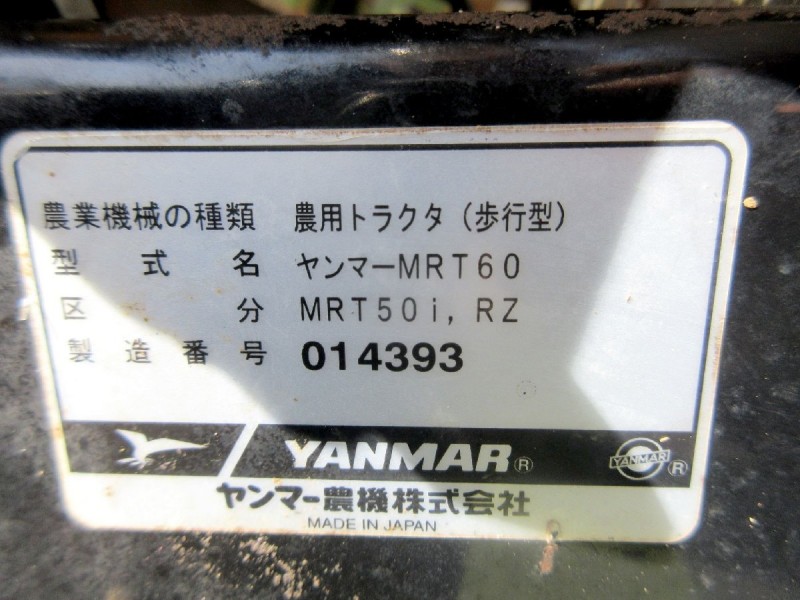 農業機械の種類 農用トラクタ(歩行型)
型式名 ヤンマーMRT60
区分 MRT50i, RZ
製造番号 014393
YANMAR® YANMAR ®
ヤンマー農機株式会社
MADE IN JAPAN